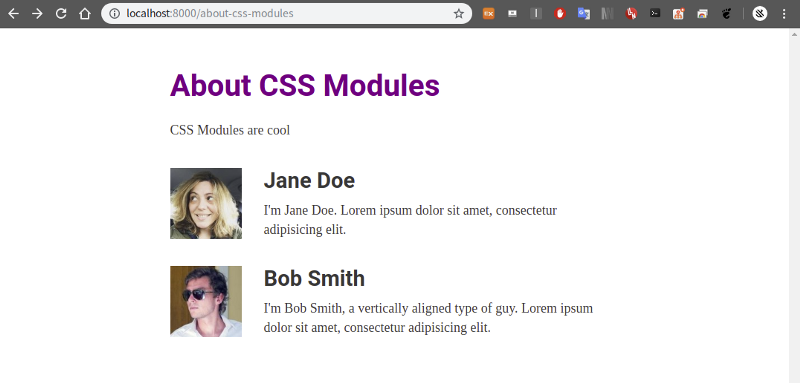 localhost:8000/about-css-modules
About CSS Modules
CSS Modules are cool
Jane Doe
I'm Jane Doe. Lorem ipsum dolor sit amet, consectetur
adipisicing elit.
Bob Smith
I'm Bob Smith, a vertically aligned type of guy. Lorem ipsum
dolor sit amet, consectetur adipisicing elit.